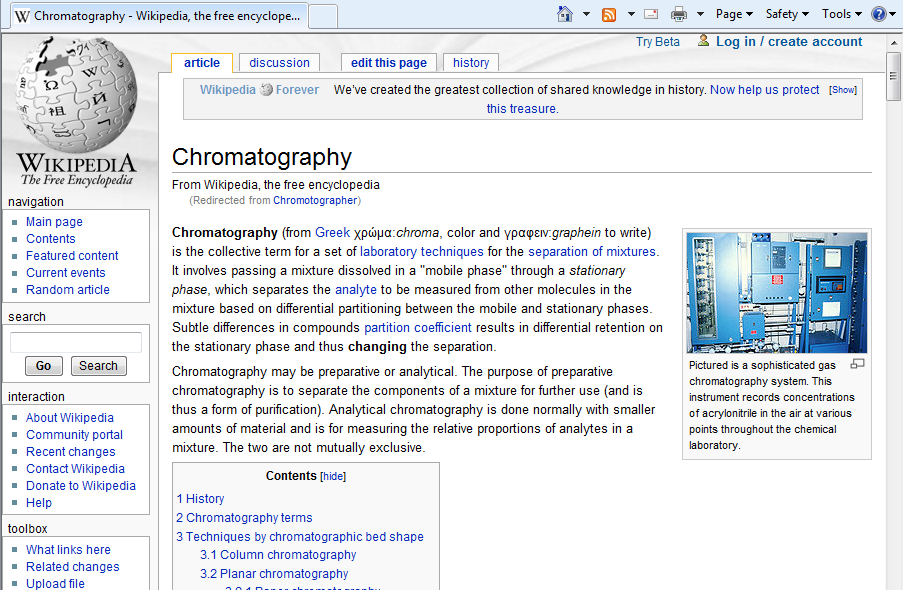 Chromatography - Wikipedia, the free encyclope...
Page
Safety
Tools
Try Beta
Log in / create account
article
discussion
edit this page
history
Wikipedia Forever We've created the greatest collection of shared knowledge in history. Now help us protect [Show]
this treasure.
WIKIPEDIA
The Free Encyclopedia
navigation
Main page
Contents
Featured content
Current events
Random article
search
Go
Search
interaction
About Wikipedia
Community portal
Recent changes
Contact Wikipedia
Donate to Wikipedia
Help
toolbox
What links here
Related changes
Upload file
Chromatography
From Wikipedia, the free encyclopedia
(Redirected from Chromotographer)
Chromatography (from Greek χρώμα:chroma, color and γραφειν:graphein to write)
is the collective term for a set of laboratory techniques for the separation of mixtures.
It involves passing a mixture dissolved in a "mobile phase" through a stationary
phase, which separates the analyte to be measured from other molecules in the
mixture based on differential partitioning between the mobile and stationary phases.
Subtle differences in compounds partition coefficient results in differential retention on
the stationary phase and thus changing the separation.
Chromatography may be preparative or analytical. The purpose of preparative
chromatography is to separate the components of a mixture for further use (and is
thus a form of purification). Analytical chromatography is done normally with smaller
amounts of material and is for measuring the relative proportions of analytes in a
mixture. The two are not mutually exclusive.
Pictured is a sophisticated gas
chromatography system. This
instrument records concentrations
of acrylonitrile in the air at various
points throughout the chemical
laboratory.
Contents [hide]
1 History
2 Chromatography terms
3 Techniques by chromatographic bed shape
3.1 Column chromatography
3.2 Planar chromatography
3.2.1 Paper chromatography